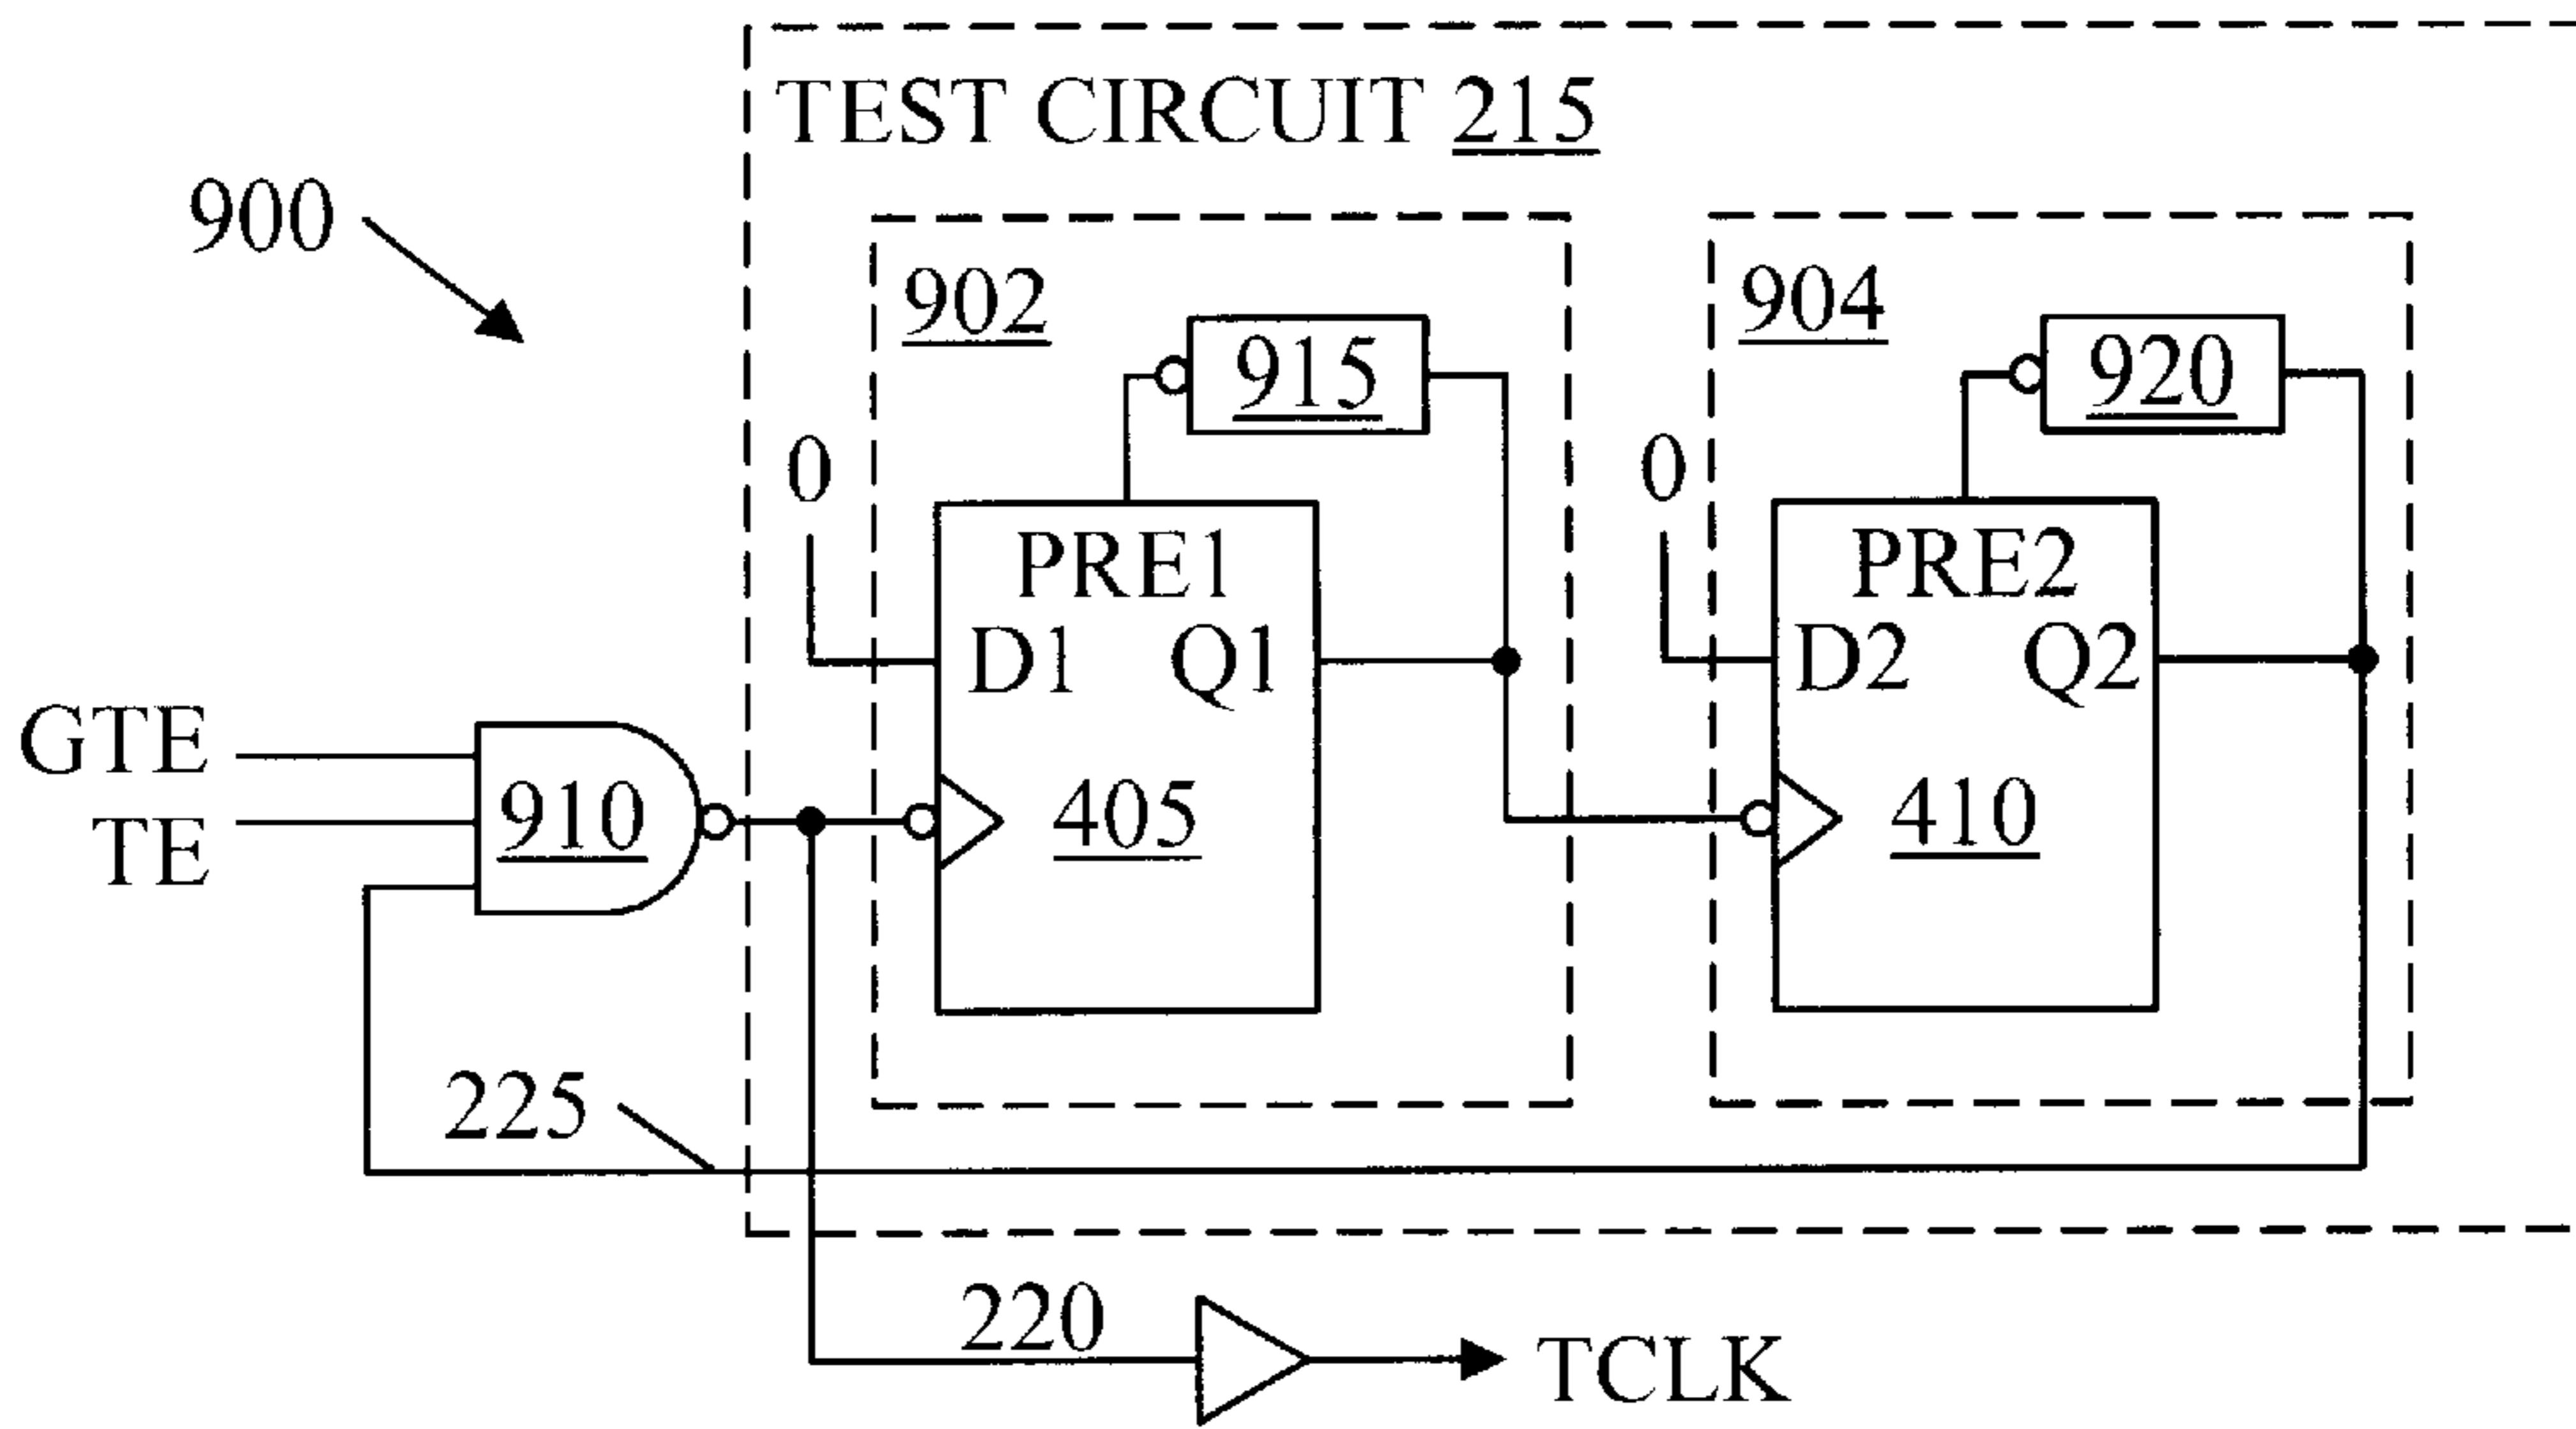 TEST CIRCUIT 215
900
902
904
915
920
0
0
PRE1
PRE2
D1 Q1
D2 Q2
GTE
TE
910
405
410
225
220
TCLK